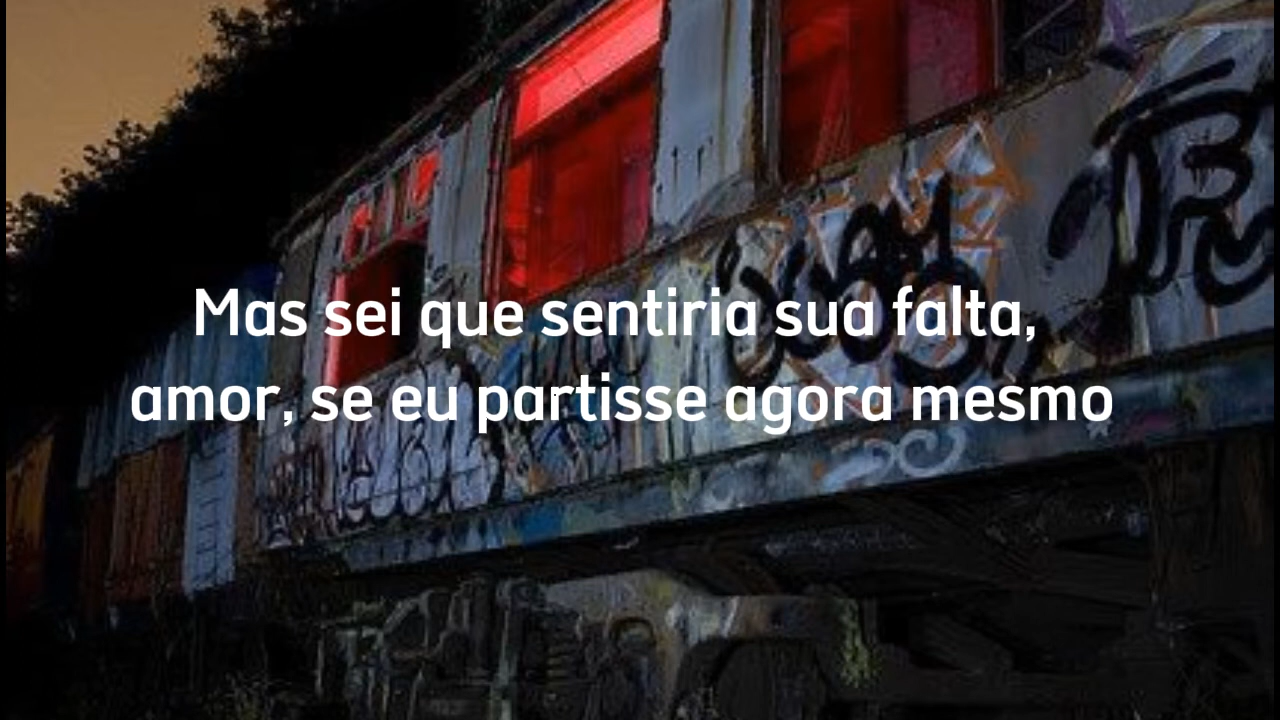 Mas sei que sentiria sua falta,
amor, se eu partisse agora mesmo